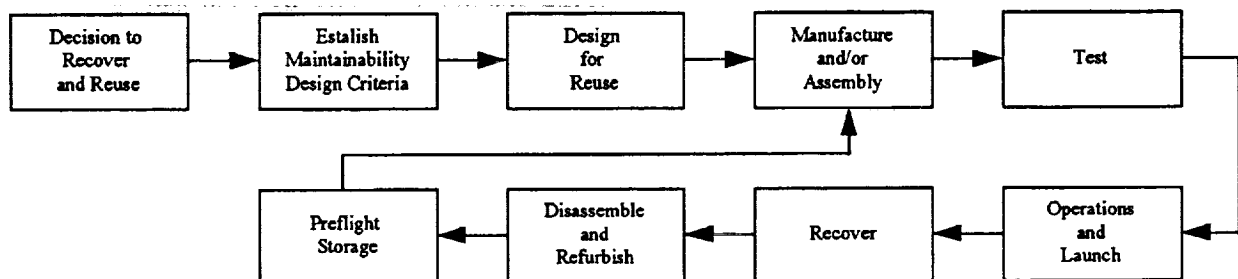 Decision to
Recover
and Reuse
Estalish
Maintainability
Design Criteria
Design
for
Reuse
Manufacture
and/or
Assembly
Test
Preflight
Storage
Disassemble
and
Refurbish
Recover
Operations
and
Launch